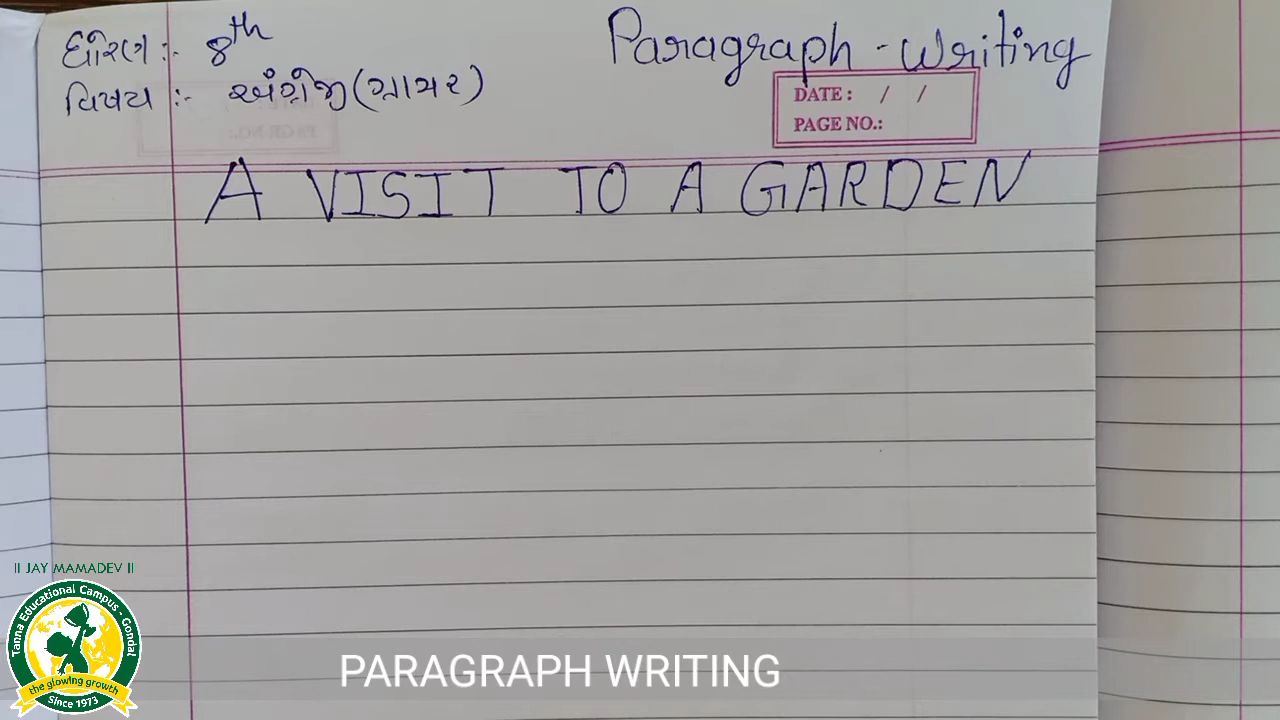 ધોરણ :- 8th
Paragraph - Writing
વિષય :- અંગ્રેજી (ગ્રામર)
DATE : / /
PAGE NO.:
A VISIT TO A GARDEN
II JAY MAMADEV II
Tanna Educational Campus - Gondal
the glowing growth
Since 1973
PARAGRAPH WRITING